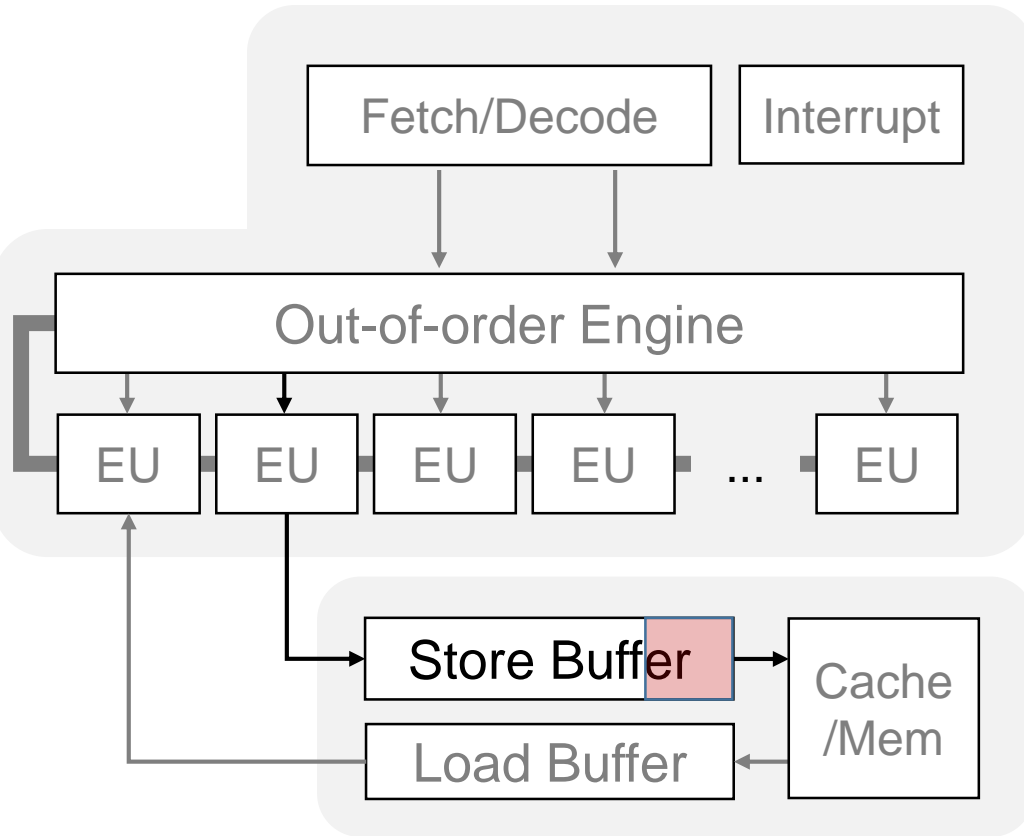 Fetch/Decode
Interrupt
Out-of-order Engine
EU
EU
EU
EU
...
EU
Store Buffer
Cache
/Mem
Load Buffer